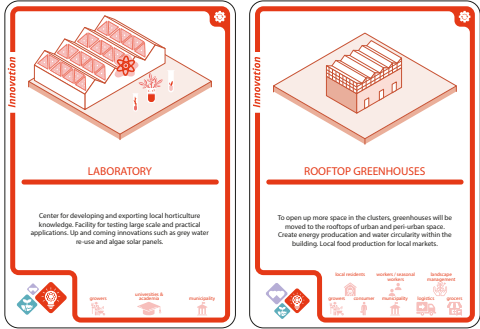 Innovation
LABORATORY
Center for developing and exporting local horticulture
knowledge. Facility for testing large scale and practical
applications. Up and coming innovations such as grey water
re-use and algae solar panels.
growers
universities &
academia
municipality
Innovation
ROOFTOP GREENHOUSES
To open up more space in the clusters, greenhouses will be
moved to the rooftops of urban and peri-urban space.
Create energy producation and water circularity within the
building. Local food production for local markets.
local residents
workers / seasonal
workers
landscape
management
growers
consumer
municipality
logistics
grocers